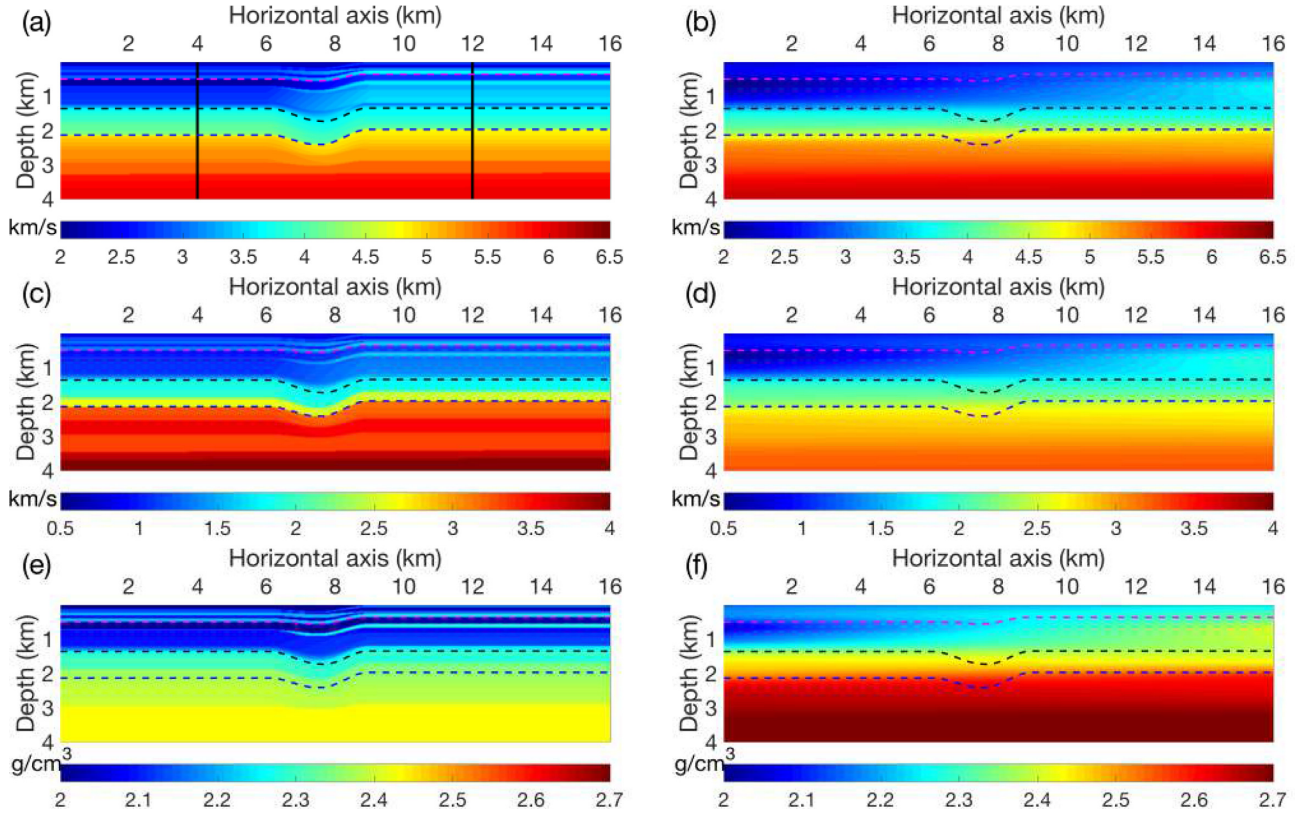 (a) Horizontal axis (km) (b) Horizontal axis (km)
2 4 6 8 10 12 14 16 2 4 6 8 10 12 14 16
Depth (km) 1 2 3 4 Depth (km) 1 2 3 4
km/s 2 2.5 3 3.5 4 4.5 5 5.5 6 6.5 km/s 2 2.5 3 3.5 4 4.5 5 5.5 6 6.5
(c) Horizontal axis (km) (d) Horizontal axis (km)
2 4 6 8 10 12 14 16 2 4 6 8 10 12 14 16
Depth (km) 1 2 3 4 Depth (km) 1 2 3 4
km/s 0.5 1 1.5 2 2.5 3 3.5 4 km/s 0.5 1 1.5 2 2.5 3 3.5 4
(e) Horizontal axis (km) (f) Horizontal axis (km)
2 4 6 8 10 12 14 16 2 4 6 8 10 12 14 16
Depth (km) 1 2 3 4 Depth (km) 1 2 3 4
g/cm³ 2 2.1 2.2 2.3 2.4 2.5 2.6 2.7 g/cm³ 2 2.1 2.2 2.3 2.4 2.5 2.6 2.7